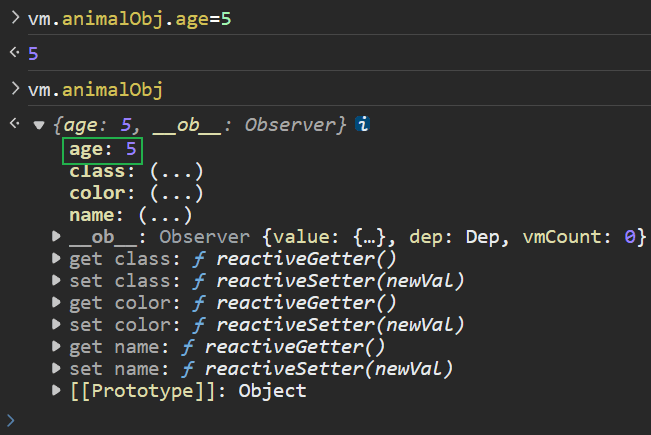 vm.animalObj.age=5
5
vm.animalObj
{age: 5, __ob__: Observer} i
age: 5
class: (...)
color: (...)
name: (...)
__ob__: Observer {value: {…}, dep: Dep, vmCount: 0}
get class: ƒ reactiveGetter()
set class: ƒ reactiveSetter(newVal)
get color: ƒ reactiveGetter()
set color: ƒ reactiveSetter(newVal)
get name: ƒ reactiveGetter()
set name: ƒ reactiveSetter(newVal)
[[Prototype]]: Object